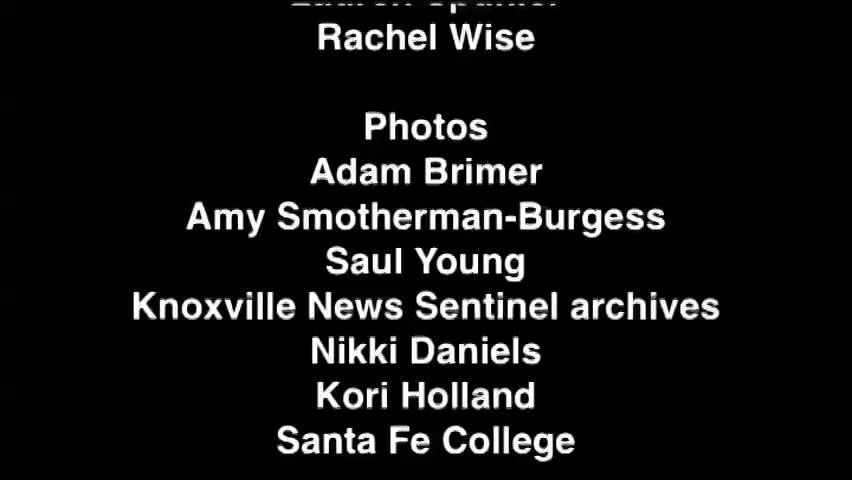 Rachel Wise
Photos
Adam Brimer
Amy Smotherman-Burgess
Saul Young
Knoxville News Sentinel archives
Nikki Daniels
Kori Holland
Santa Fe College